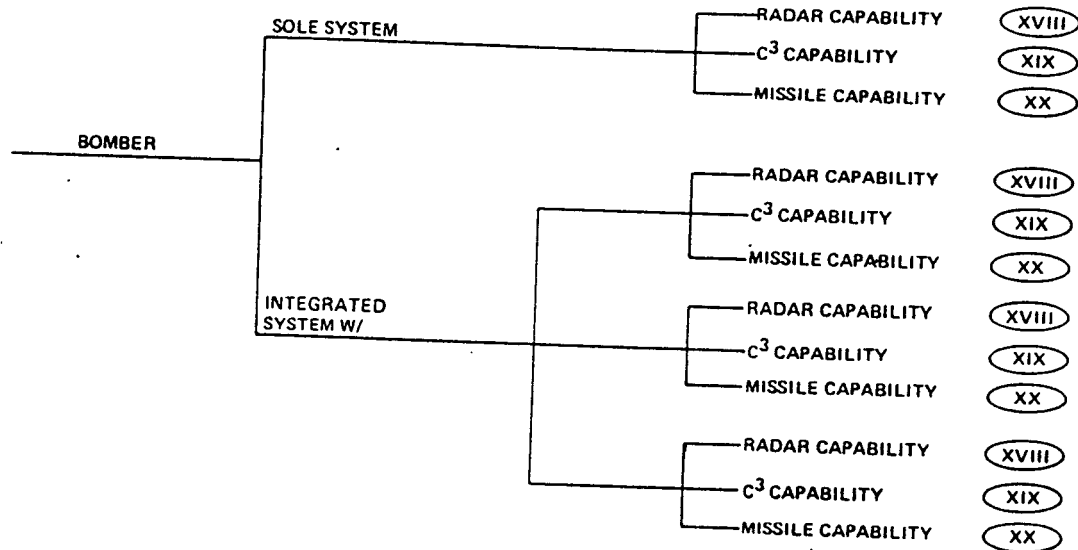 SOLE SYSTEM
RADAR CAPABILITY XVIII
C³ CAPABILITY XIX
MISSILE CAPABILITY XX
BOMBER
RADAR CAPABILITY XVIII
C³ CAPABILITY XIX
MISSILE CAPABILITY XX
INTEGRATED
SYSTEM W/
RADAR CAPABILITY XVIII
C³ CAPABILITY XIX
MISSILE CAPABILITY XX
RADAR CAPABILITY XVIII
C³ CAPABILITY XIX
MISSILE CAPABILITY XX